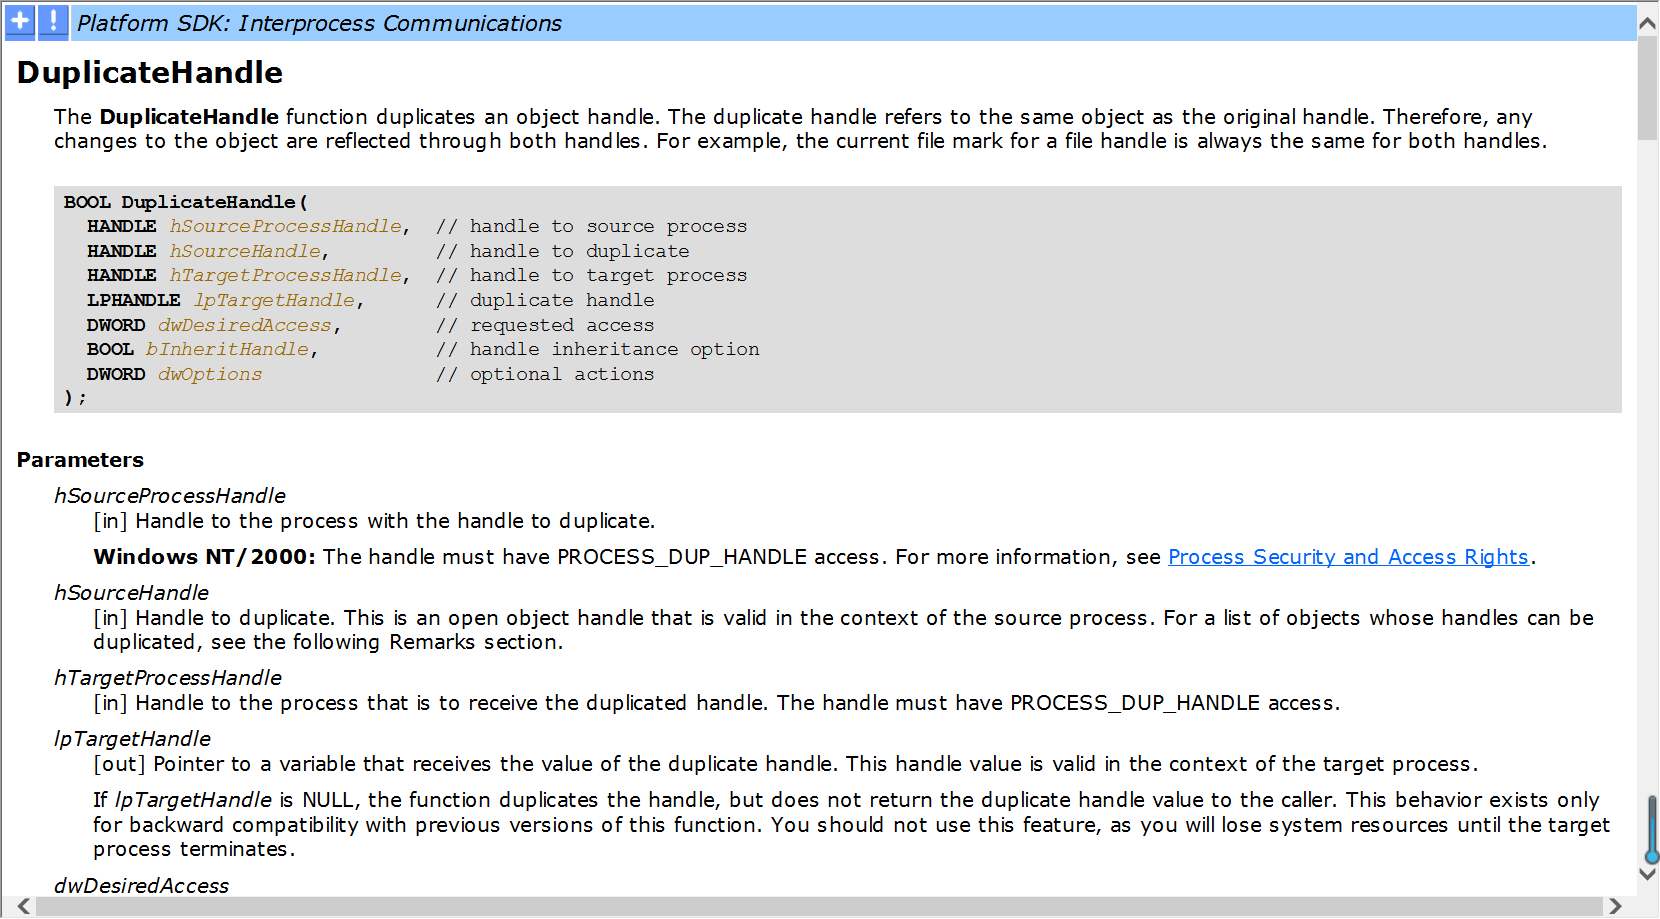 Platform SDK: Interprocess Communications
DuplicateHandle
The DuplicateHandle function duplicates an object handle. The duplicate handle refers to the same object as the original handle. Therefore, any
changes to the object are reflected through both handles. For example, the current file mark for a file handle is always the same for both handles.
BOOL DuplicateHandle(
  HANDLE hSourceProcessHandle,  // handle to source process
  HANDLE hSourceHandle,         // handle to duplicate
  HANDLE hTargetProcessHandle,  // handle to target process
  LPHANDLE lpTargetHandle,      // duplicate handle
  DWORD dwDesiredAccess,        // requested access
  BOOL bInheritHandle,          // handle inheritance option
  DWORD dwOptions               // optional actions
);
Parameters
hSourceProcessHandle
[in] Handle to the process with the handle to duplicate.
Windows NT/2000: The handle must have PROCESS_DUP_HANDLE access. For more information, see Process Security and Access Rights.
hSourceHandle
[in] Handle to duplicate. This is an open object handle that is valid in the context of the source process. For a list of objects whose handles can be
duplicated, see the following Remarks section.
hTargetProcessHandle
[in] Handle to the process that is to receive the duplicated handle. The handle must have PROCESS_DUP_HANDLE access.
lpTargetHandle
[out] Pointer to a variable that receives the value of the duplicate handle. This handle value is valid in the context of the target process.
If lpTargetHandle is NULL, the function duplicates the handle, but does not return the duplicate handle value to the caller. This behavior exists only
for backward compatibility with previous versions of this function. You should not use this feature, as you will lose system resources until the target
process terminates.
dwDesiredAccess